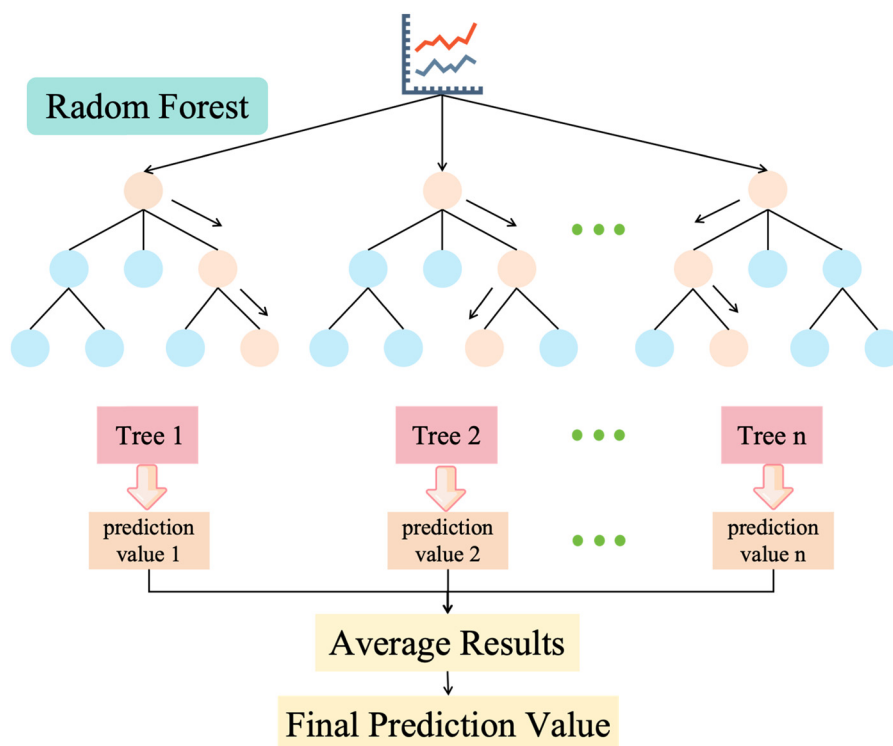 Radom Forest
Tree 1
Tree 2
Tree n
prediction
value 1
prediction
value 2
prediction
value n
Average Results
Final Prediction Value